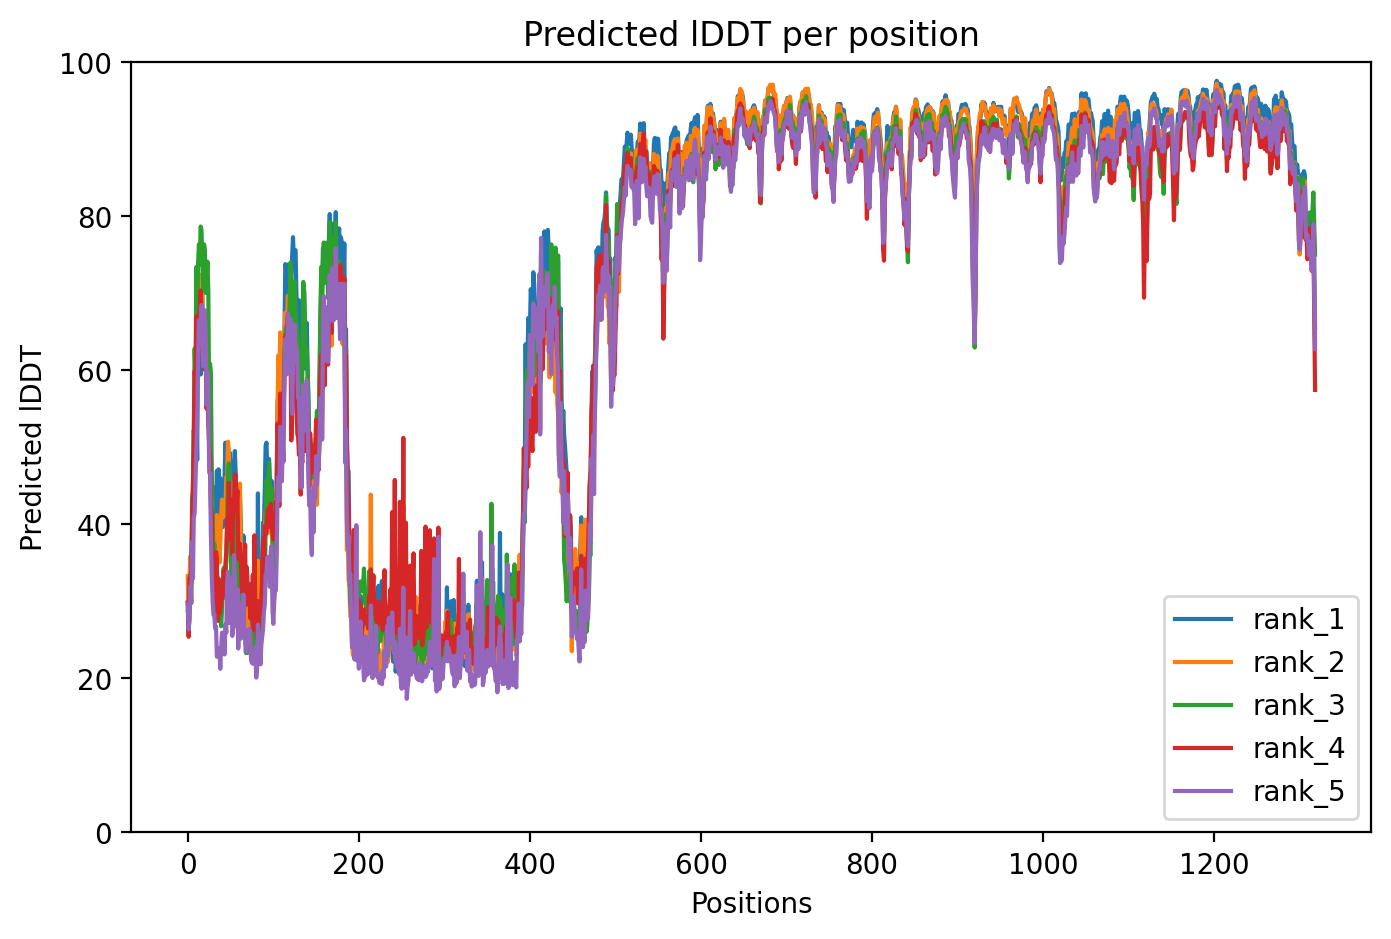 Predicted lDDT per position
Predicted lDDT
100
80
60
40
20
0
0 200 400 600 800 1000 1200
Positions
rank_1
rank_2
rank_3
rank_4
rank_5